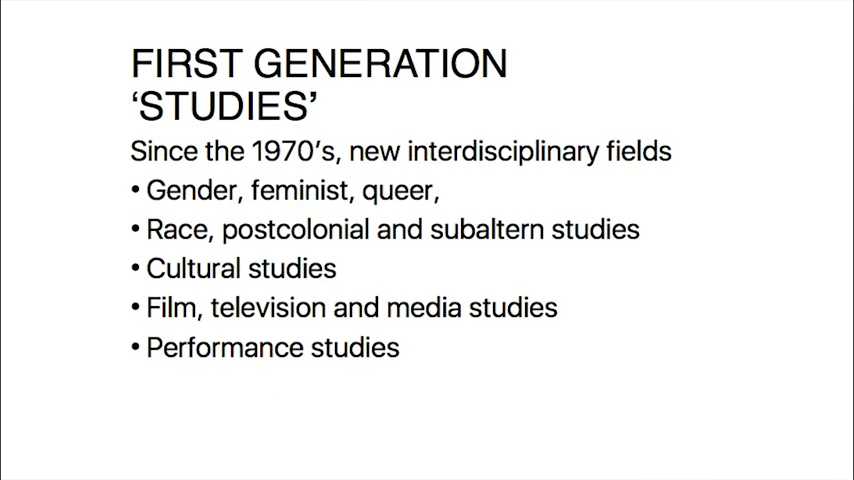 FIRST GENERATION
‘STUDIES’
Since the 1970’s, new interdisciplinary fields
• Gender, feminist, queer,
• Race, postcolonial and subaltern studies
• Cultural studies
• Film, television and media studies
• Performance studies